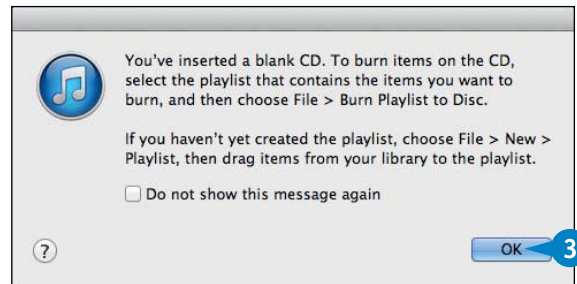 You've inserted a blank CD. To burn items on the CD,
select the playlist that contains the items you want to
burn, and then choose File > Burn Playlist to Disc.
If you haven't yet created the playlist, choose File > New >
Playlist, then drag items from your library to the playlist.
Do not show this message again
?
OK
3